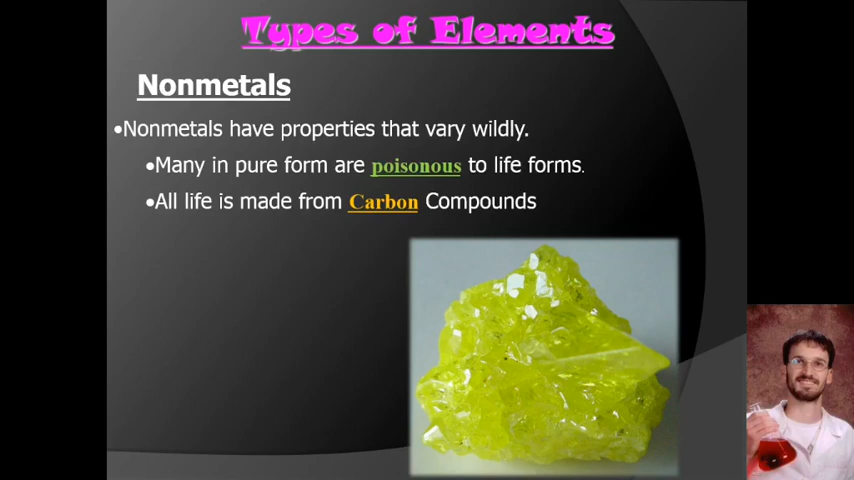 Types of Elements
Nonmetals
•Nonmetals have properties that vary wildly.
•Many in pure form are poisonous to life forms.
•All life is made from Carbon Compounds